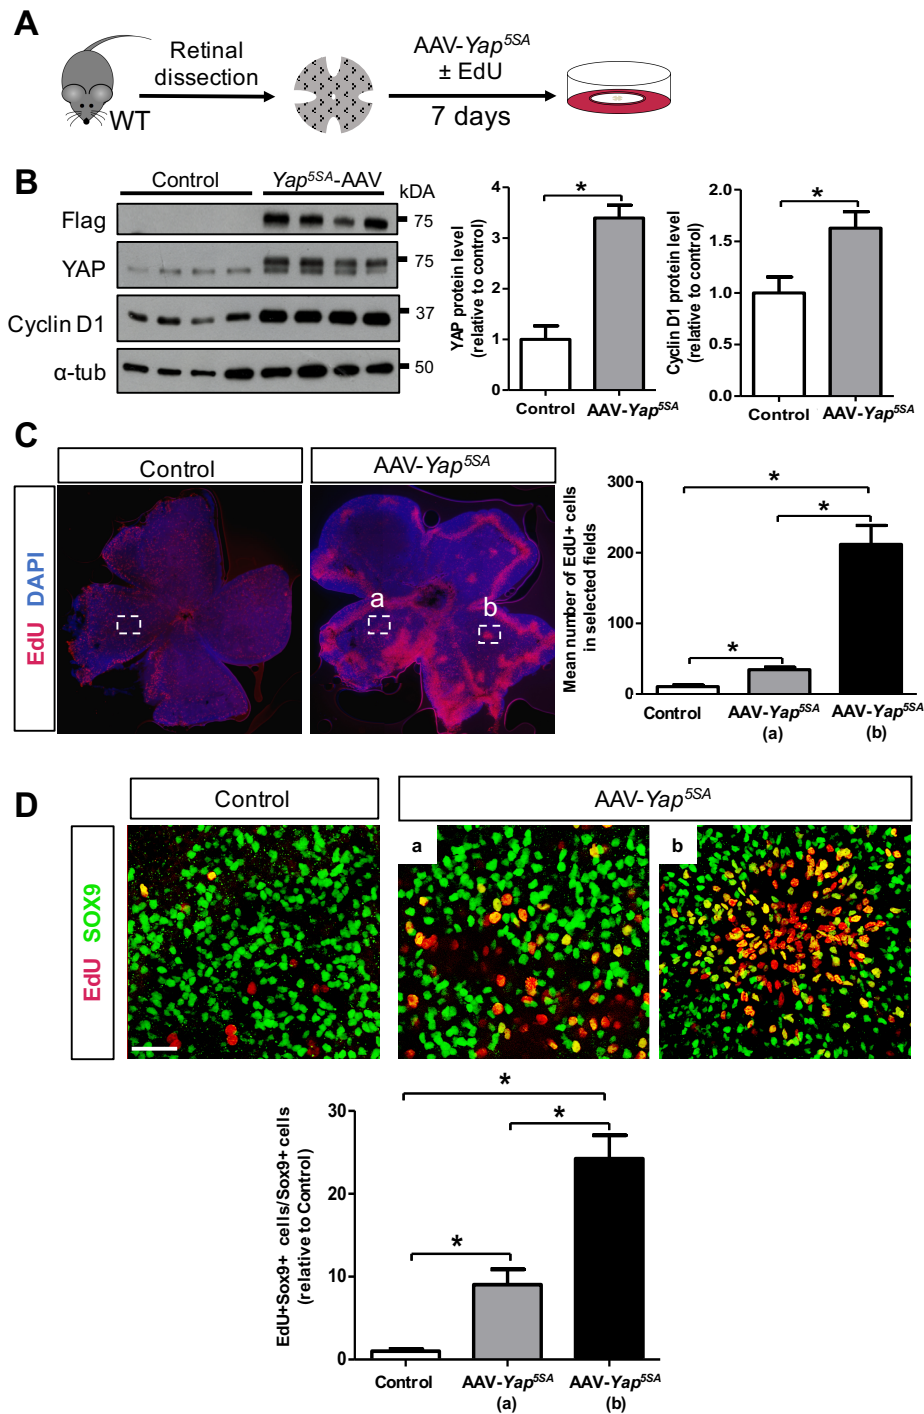 A
WT
Retinal
dissection
AAV-Yap5SA
± EdU
7 days
B
Control
Yap5SA-AAV
kDA
Flag
75
YAP
75
Cyclin D1
37
α-tub
50
YAP protein level
(relative to control)
4
3
2
1
0
*
Control
AAV-Yap5SA
Cyclin D1 protein level
(relative to control)
2.0
1.5
1.0
0.5
0.0
*
Control
AAV-Yap5SA
C
Control
AAV-Yap5SA
EdU DAPI
a
b
Mean number of EdU+ cells
in selected fields
300
200
100
0
*
*
*
Control
AAV-Yap5SA
(a)
AAV-Yap5SA
(b)
D
Control
AAV-Yap5SA
EdU SOX9
a
b
EdU+Sox9+ cells/Sox9+ cells
(relative to Control)
30
20
10
0
*
*
*
Control
AAV-Yap5SA
(a)
AAV-Yap5SA
(b)